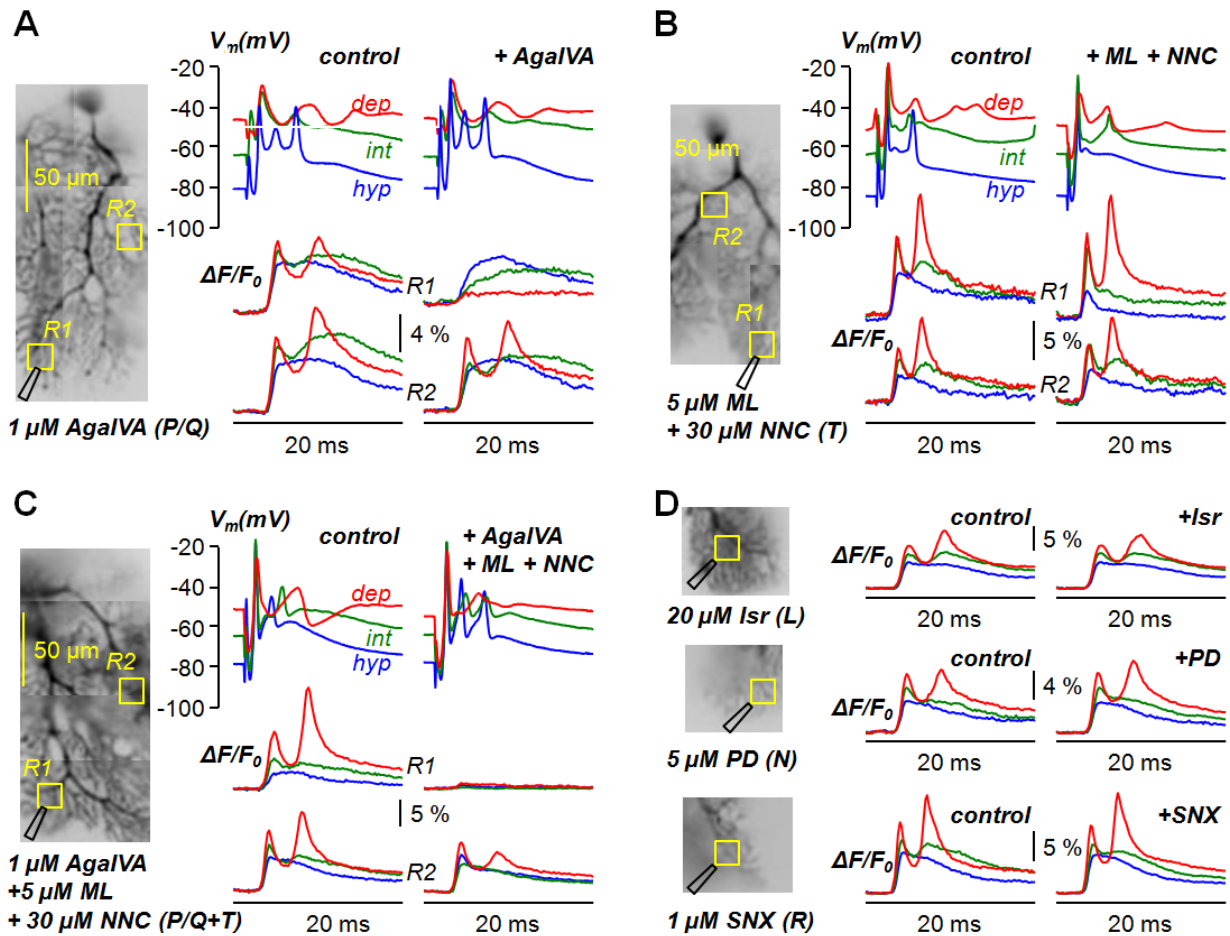 A
V_m(mV)
control
+ AgaIVA
-20
-40
-60
-80
-100
dep
int
hyp
50 µm
R2
R1
ΔF/F₀
R1
4 %
R2
1 µM AgaIVA (P/Q)
20 ms
20 ms
B
V_m(mV)
control
+ ML + NNC
-20
-40
-60
-80
-100
dep
int
hyp
50 µm
R2
R1
R1
ΔF/F₀
5 %
R2
5 µM ML
+ 30 µM NNC (T)
20 ms
20 ms
C
V_m(mV)
control
+ AgaIVA
+ ML + NNC
-20
-40
-60
-80
-100
dep
int
hyp
50 µm
R2
R1
ΔF/F₀
R1
5 %
R2
1 µM AgaIVA
+5 µM ML
+ 30 µM NNC (P/Q+T)
20 ms
20 ms
D
control
+Isr
ΔF/F₀
5 %
20 µM Isr (L)
20 ms
20 ms
control
+PD
ΔF/F₀
4 %
5 µM PD (N)
20 ms
20 ms
control
+SNX
ΔF/F₀
5 %
1 µM SNX (R)
20 ms
20 ms